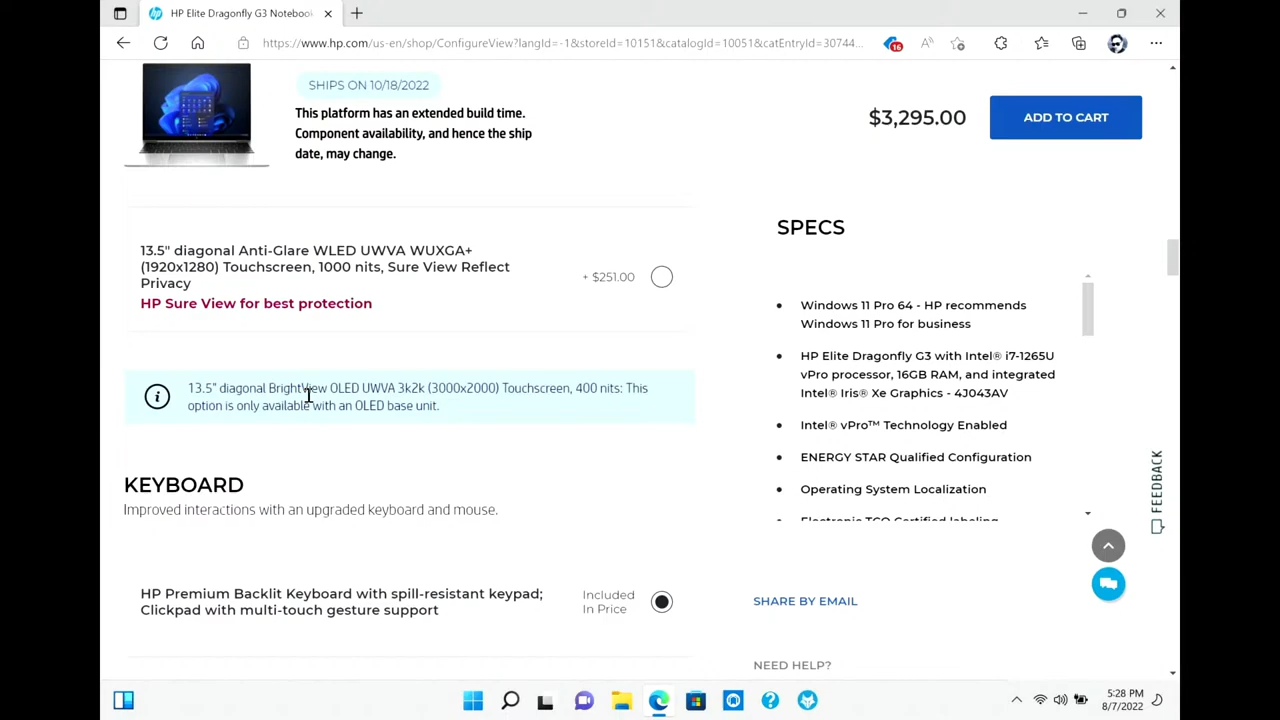 HP Elite Dragonfly G3 Notebook
https://www.hp.com/us-en/shop/ConfigureView?langId=-1&storeId=10151&catalogId=10051&catEntryId=30744...
16
SHIPS ON 10/18/2022
This platform has extended build time.
Component availability, and hence the ship
date, may change.
$3,295.00
ADD TO CART
13.5" diagonal Anti-Glare WLED UWVA WUXGA+
(1920x1280) Touchscreen, 1000 nits, Sure View Reflect
Privacy
HP Sure View for best protection
+ $251.00
13.5" diagonal BrightView OLED UWVA 3k2k (3000x2000) Touchscreen, 400 nits: This
option is only available with an OLED base unit.
KEYBOARD
Improved interactions with an upgraded keyboard and mouse.
HP Premium Backlit Keyboard with spill-resistant keypad;
Clickpad with multi-touch gesture support
Included
In Price
SPECS
Windows 11 Pro 64 - HP recommends
Windows 11 Pro for business
HP Elite Dragonfly G3 with Intel® i7-1265U
vPro processor, 16GB RAM, and integrated
Intel® Iris® Xe Graphics - 4J043AV
Intel® vPro™ Technology Enabled
ENERGY STAR Qualified Configuration
Operating System Localization
Electronic TCO Certified labeling
FEEDBACK
SHARE BY EMAIL
NEED HELP?
5:28 PM
8/7/2022